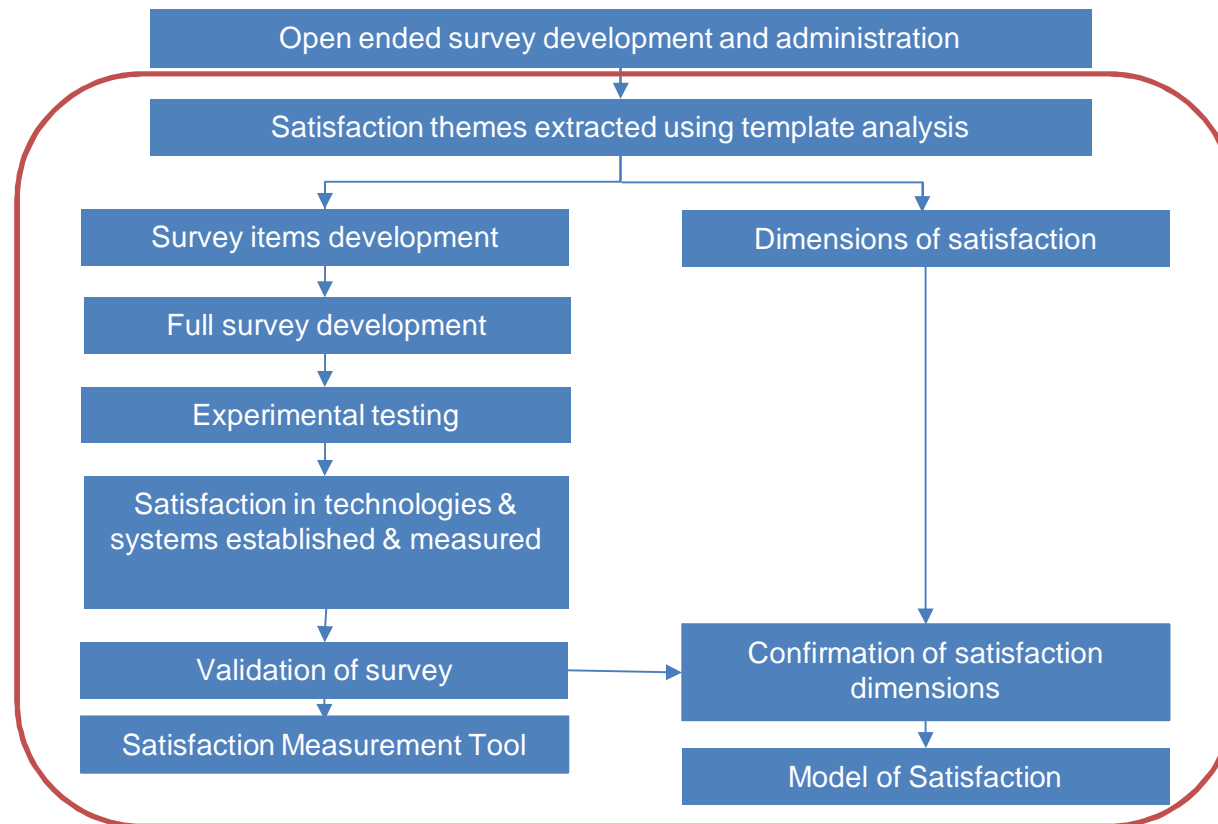 Open ended survey development and administration
Satisfaction themes extracted using template analysis
Survey items development
Dimensions of satisfaction
Full survey development
Experimental testing
Satisfaction in technologies &
systems established & measured
Validation of survey
Confirmation of satisfaction
dimensions
Satisfaction Measurement Tool
Model of Satisfaction